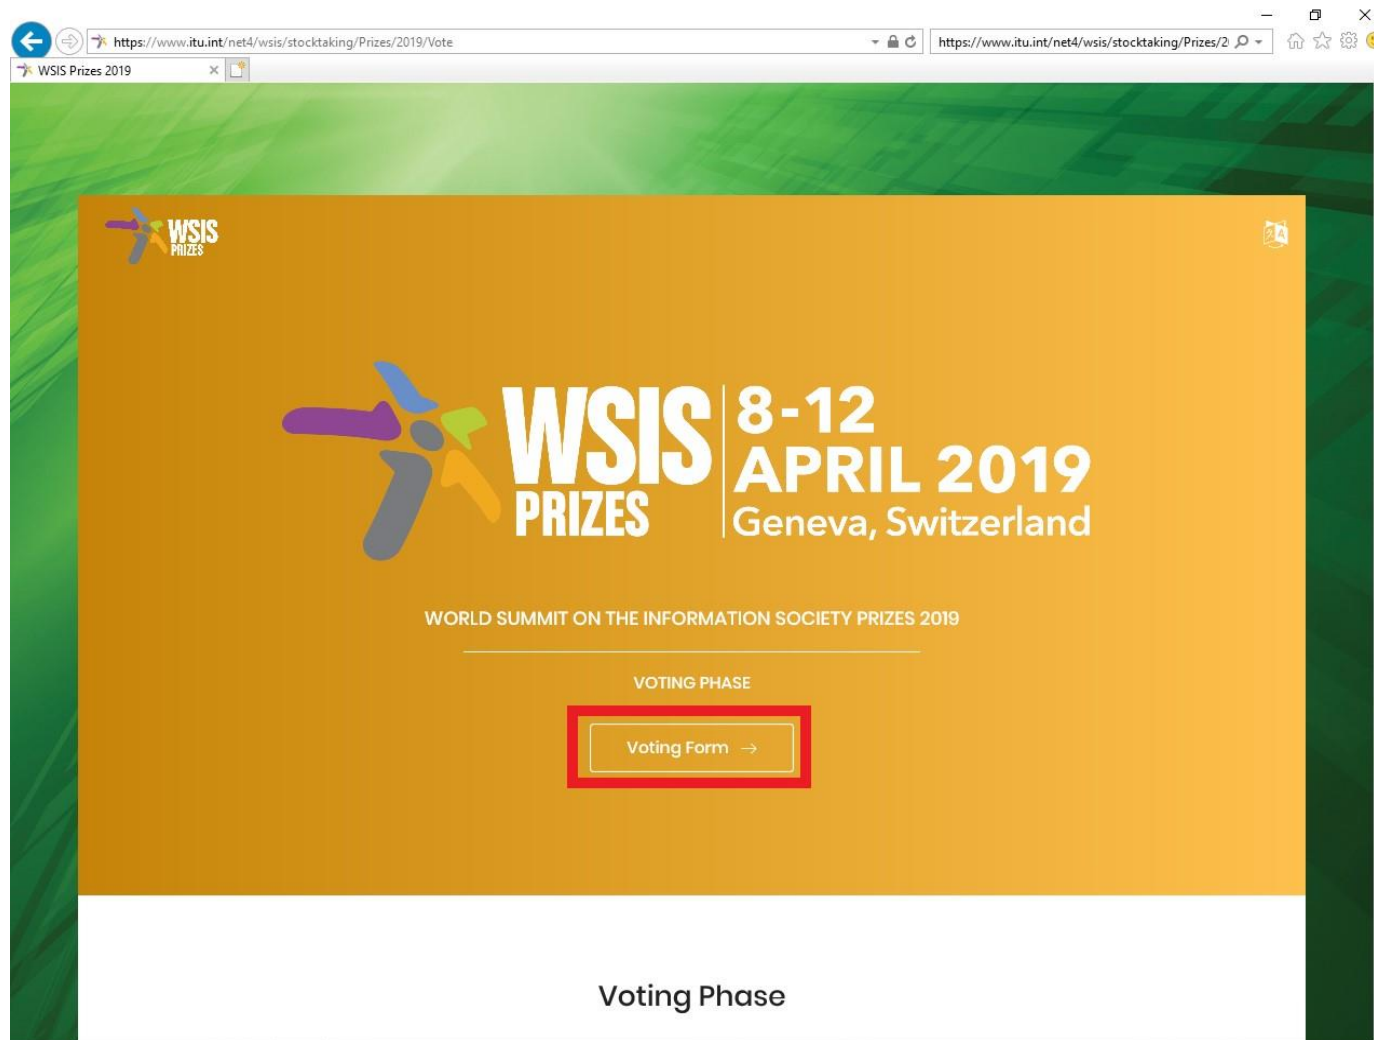 https://www.itu.int/net4/wsis/stocktaking/Prizes/2019/Vote
https://www.itu.int/net4/wsis/stocktaking/Prizes/2
WSIS Prizes 2019
WSIS
PRIZES
WSIS
PRIZES
8-12
APRIL 2019
Geneva, Switzerland
WORLD SUMMIT ON THE INFORMATION SOCIETY PRIZES 2019
VOTING PHASE
Voting Form →
Voting Phase